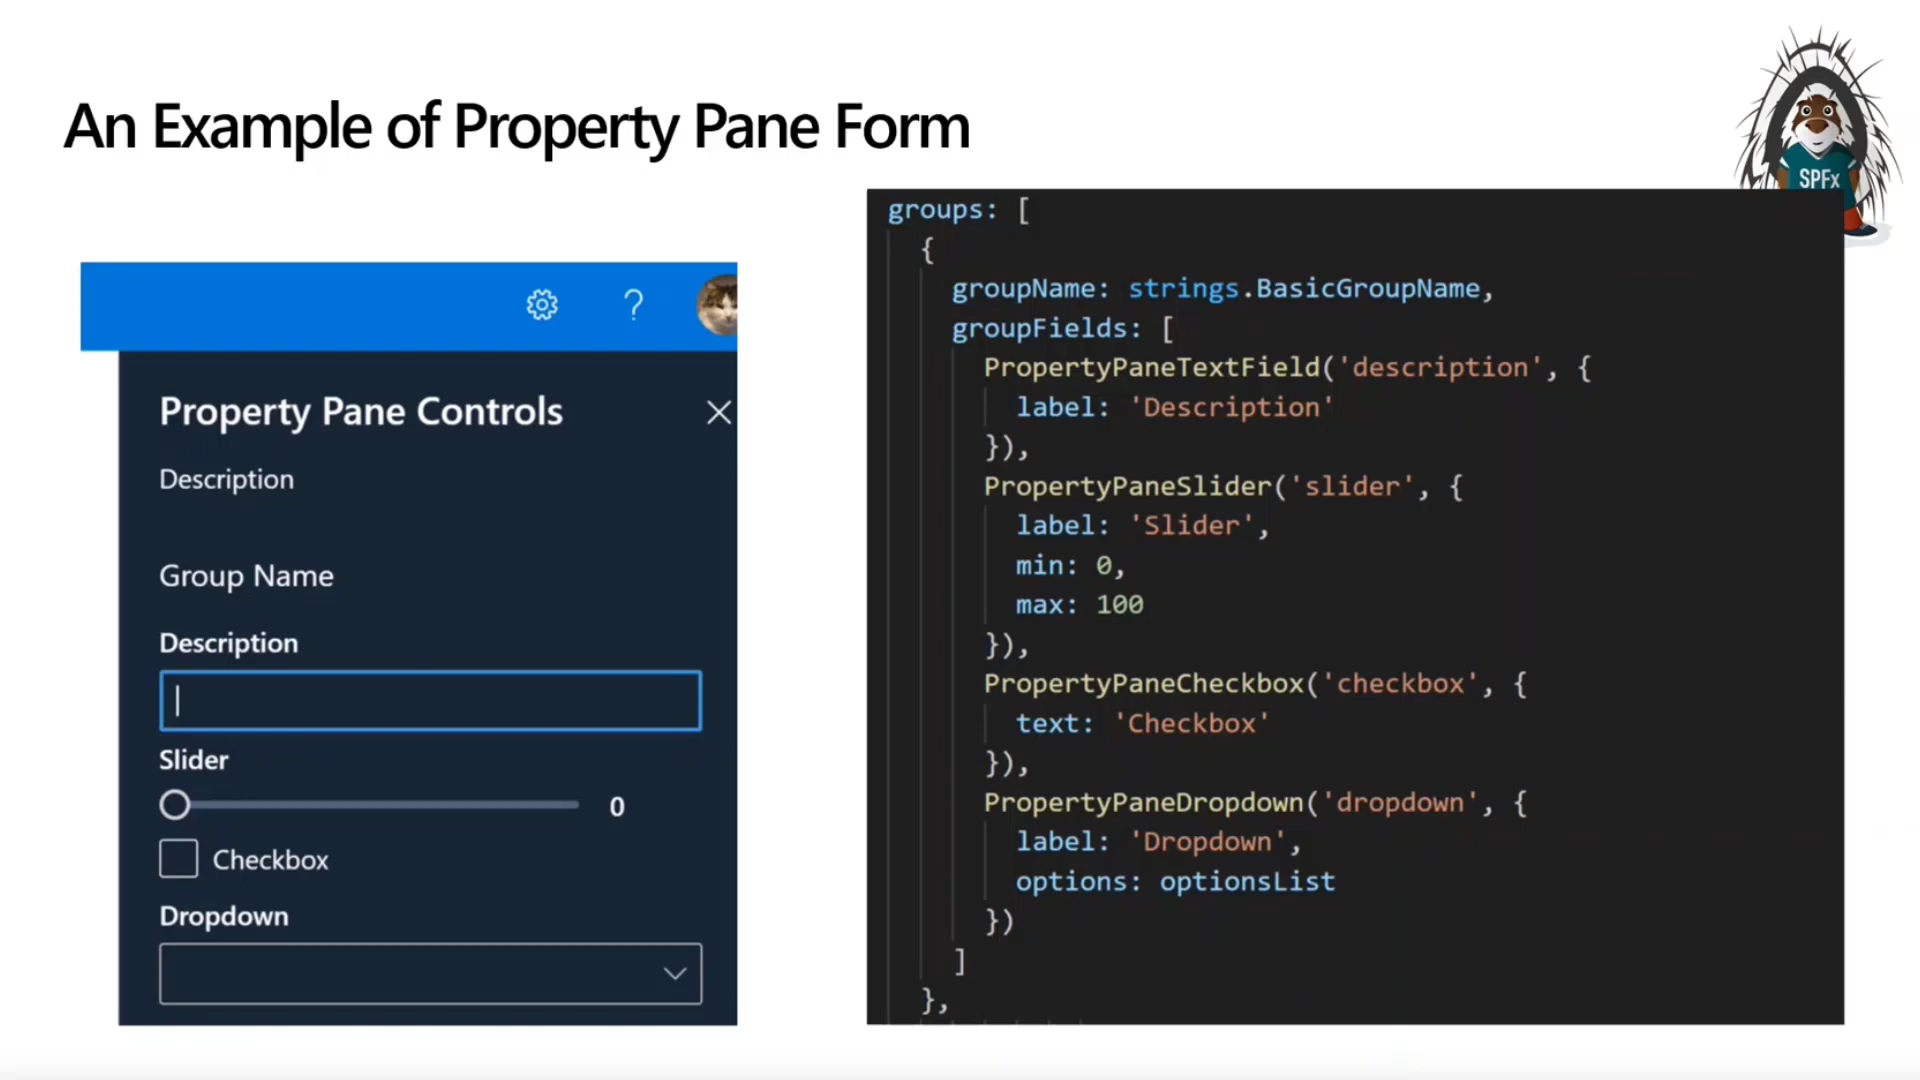 An Example of Property Pane Form
SPFx
?
Property Pane Controls
Description
Group Name
Description
Slider
0
Checkbox
Dropdown
groups: [
{
groupName: strings.BasicGroupName,
groupFields: [
PropertyPaneTextField('description', {
label: 'Description'
}),
PropertyPaneSlider('slider', {
label: 'Slider',
min: 0,
max: 100
}),
PropertyPaneCheckbox('checkbox', {
text: 'Checkbox'
}),
PropertyPaneDropdown('dropdown', {
label: 'Dropdown',
options: optionsList
})
]
},